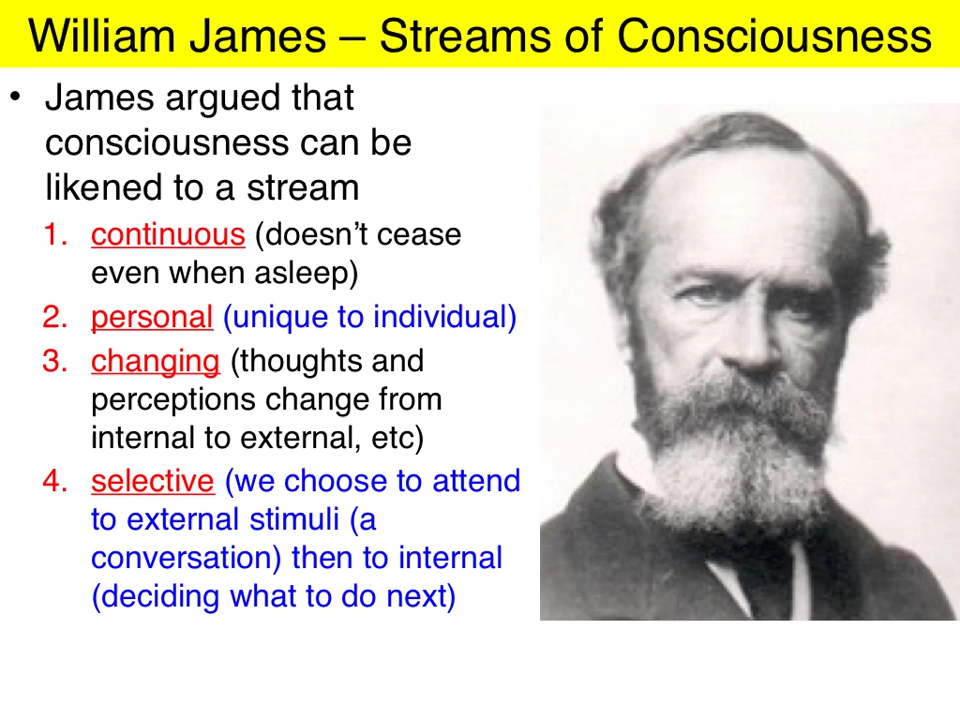 William James – Streams of Consciousness
• James argued that
consciousness can be
likened to a stream
1. continuous (doesn’t cease
even when asleep)
2. personal (unique to individual)
3. changing (thoughts and
perceptions change from
internal to external, etc)
4. selective (we choose to attend
to external stimuli (a
conversation) then to internal
(deciding what to do next)